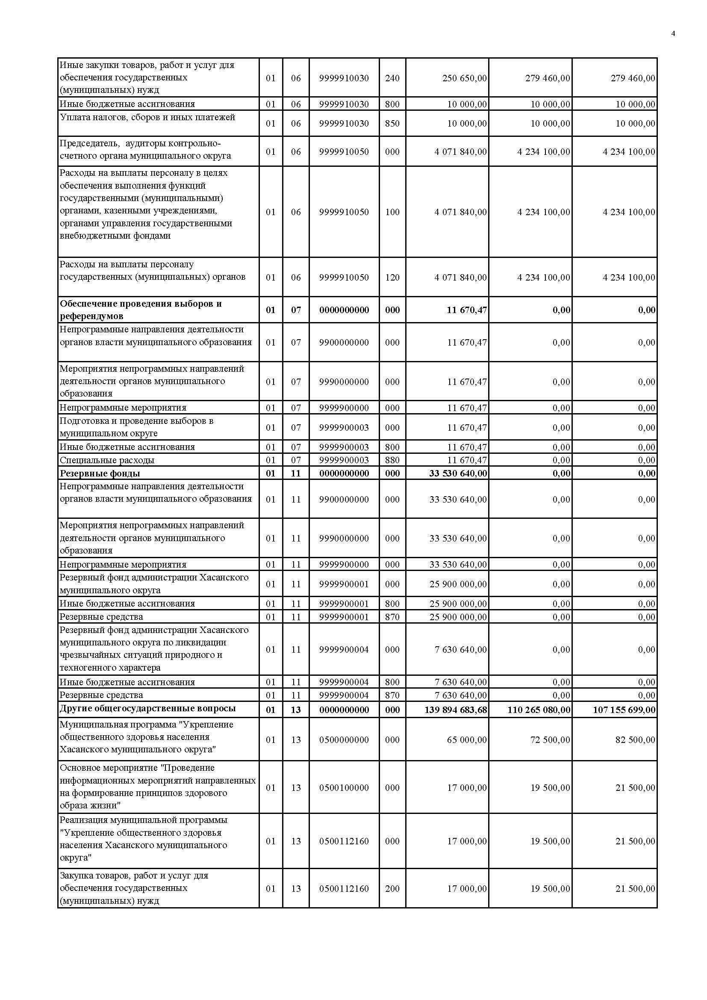 4
Иные закупки товаров, работ и услуг для
обеспечения государственных
(муниципальных) нужд
01 06 9999910030 240 250 650,00 279 460,00 279 460,00
Иные бюджетные ассигнования 01 06 9999910030 800 10 000,00 10 000,00 10 000,00
Уплата налогов, сборов и иных платежей
01 06 9999910030 850 10 000,00 10 000,00 10 000,00
Председатель,  аудиторы контрольно-
счетного органа муниципального округа
01 06 9999910050 000 4 071 840,00 4 234 100,00 4 234 100,00
Расходы на выплаты персоналу в целях
обеспечения выполнения функций
государственными (муниципальными)
органами, казенными учреждениями,
органами управления государственными
внебюджетными фондами
01 06 9999910050 100 4 071 840,00 4 234 100,00 4 234 100,00
Расходы на выплаты персоналу
государственных (муниципальных) органов
01 06 9999910050 120 4 071 840,00 4 234 100,00 4 234 100,00
Обеспечение проведения выборов и
референдумов
01 07 0000000000 000 11 670,47 0,00 0,00
Непрограммные направления деятельности
органов власти муниципального образования
01 07 9900000000 000 11 670,47 0,00 0,00
Мероприятия непрограммных направлений
деятельности органов муниципального
образования
01 07 9990000000 000 11 670,47 0,00 0,00
Непрограммные мероприятия 01 07 9999900000 000 11 670,47 0,00 0,00
Подготовка и проведение выборов в
муниципальном округе
01 07 9999900003 000 11 670,47 0,00 0,00
Иные бюджетные ассигнования 01 07 9999900003 800 11 670,47 0,00 0,00
Специальные расходы 01 07 9999900003 880 11 670,47 0,00 0,00
Резервные фонды 01 11 0000000000 000 33 530 640,00 0,00 0,00
Непрограммные направления деятельности
органов власти муниципального образования
01 11 9900000000 000 33 530 640,00 0,00 0,00
Мероприятия непрограммных направлений
деятельности органов муниципального
образования
01 11 9990000000 000 33 530 640,00 0,00 0,00
Непрограммные мероприятия 01 11 9999900000 000 33 530 640,00 0,00 0,00
Резервный фонд администрации Хасанского
муниципального округа
01 11 9999900001 000 25 900 000,00 0,00 0,00
Иные бюджетные ассигнования 01 11 9999900001 800 25 900 000,00 0,00 0,00
Резервные средства 01 11 9999900001 870 25 900 000,00 0,00 0,00
Резервный фонд администрации Хасанского
муниципального округа по ликвидации
чрезвычайных ситуаций природного и
техногенного характера
01 11 9999900004 000 7 630 640,00 0,00 0,00
Иные бюджетные ассигнования 01 11 9999900004 800 7 630 640,00 0,00 0,00
Резервные средства 01 11 9999900004 870 7 630 640,00 0,00 0,00
Другие общегосударственные вопросы 01 13 0000000000 000 139 894 683,68 110 265 080,00 107 155 699,00
Муниципальная программа "Укрепление
общественного здоровья населения
Хасанского муниципального округа"
01 13 0500000000 000 65 000,00 72 500,00 82 500,00
Основное мероприятие "Проведение
информационных мероприятий направленных
на формирование принципов здорового
образа жизни"
01 13 0500100000 000 17 000,00 19 500,00 21 500,00
Реализация муниципальной программы
"Укрепление общественного здоровья
населения Хасанского муниципального
округа"
01 13 0500112160 000 17 000,00 19 500,00 21 500,00
Закупка товаров, работ и услуг для
обеспечения государственных
(муниципальных) нужд
01 13 0500112160 200 17 000,00 19 500,00 21 500,00